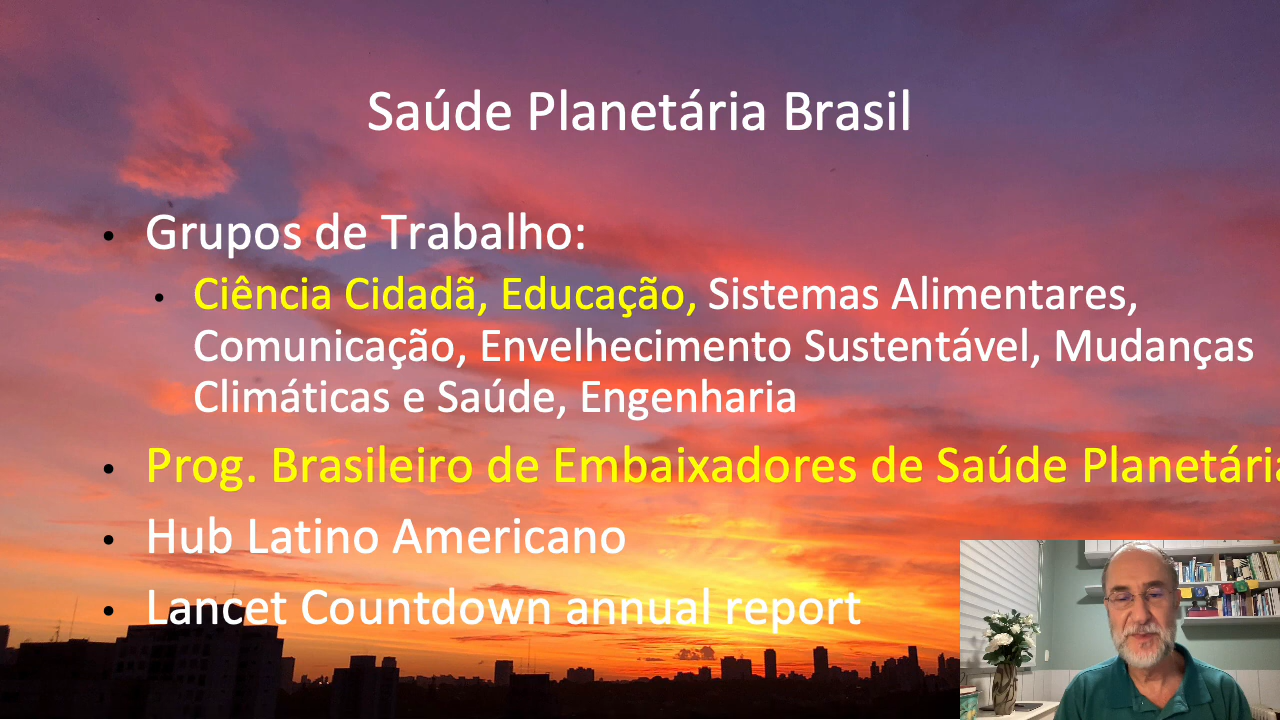 Saúde Planetária Brasil
• Grupos de Trabalho:
• Ciência Cidadã, Educação, Sistemas Alimentares,
Comunicação, Envelhecimento Sustentável, Mudanças
Climáticas e Saúde, Engenharia
• Prog. Brasileiro de Embaixadores de Saúde Planetária
• Hub Latino Americano
• Lancet Countdown annual report